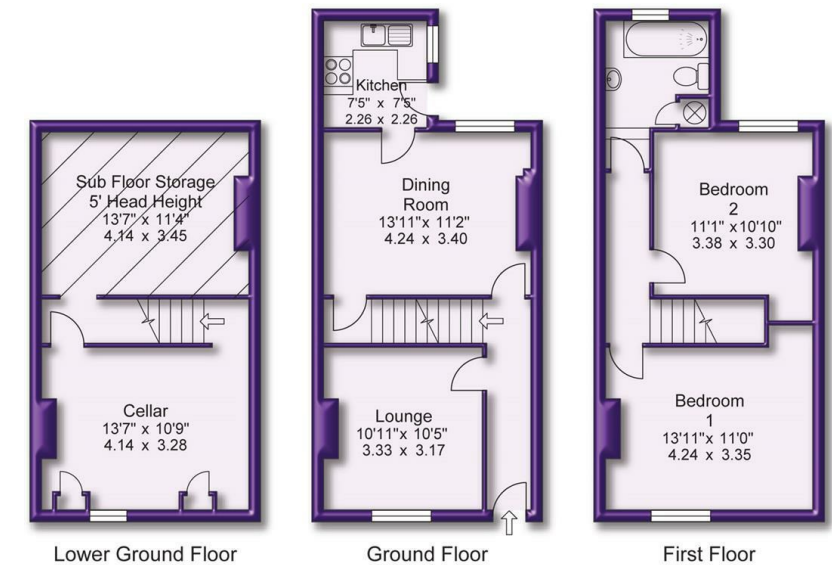 Sub Floor Storage
5' Head Height
13'7" x 11'4"
4.14 x 3.45
Cellar
13'7" x 10'9"
4.14 x 3.28
Lower Ground Floor
Kitchen
7'5" x 7'5"
2.26 x 2.26
Dining
Room
13'11"x 11'2"
4.24 x 3.40
Lounge
10'11"x 10'5"
3.33 x 3.17
Ground Floor
Bedroom
2
11'1" x10'10"
3.38 x 3.30
Bedroom
1
13'11"x 11'0"
4.24 x 3.35
First Floor